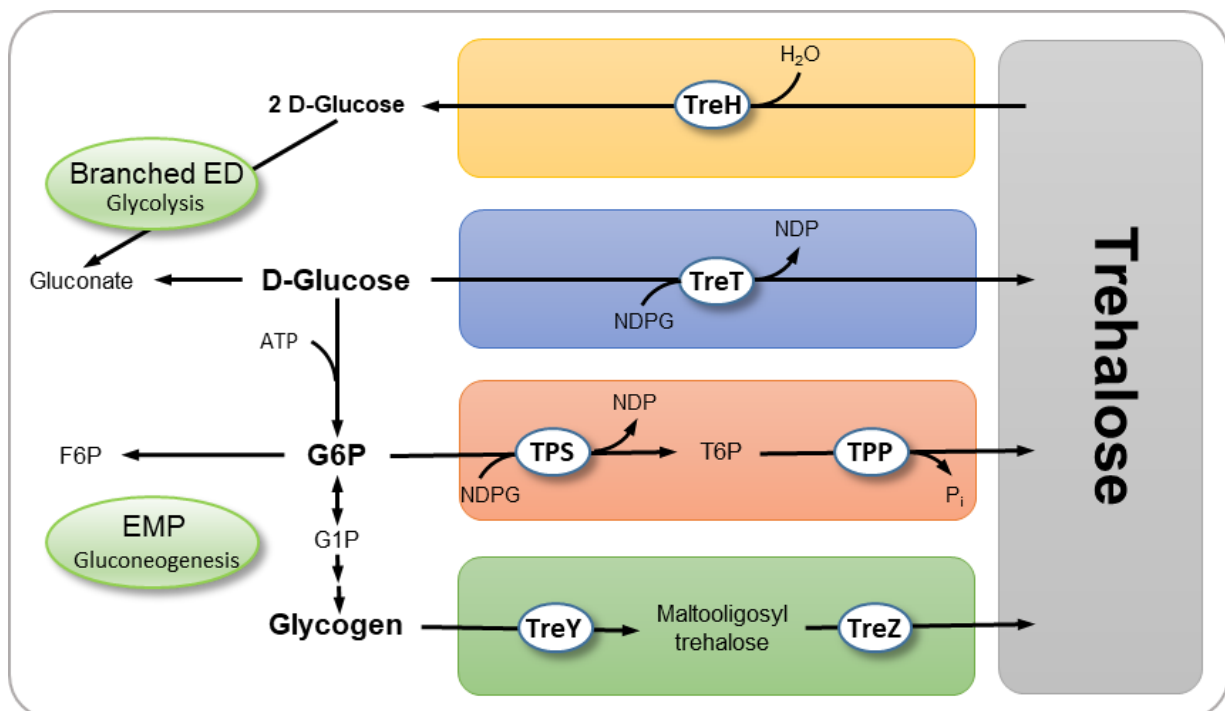 H₂O
2 D-Glucose
TreH
Branched ED
Glycolysis
NDP
Gluconate
D-Glucose
TreT
NDPG
ATP
NDP
F6P
G6P
TPS
T6P
TPP
NDPG
Pᵢ
EMP
Gluconeogenesis
G1P
Glycogen
TreY
Maltooligosyl
trehalose
TreZ
Trehalose